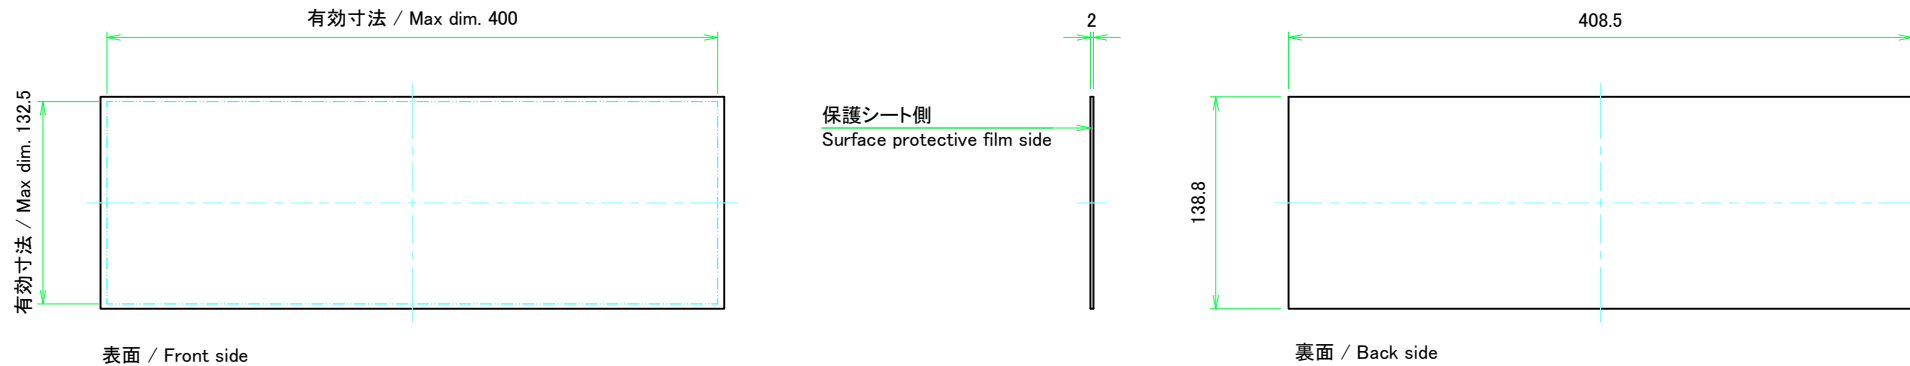 有効寸法 / Max dim. 400
有効寸法 / Max dim. 132.5
表面 / Front side
2
保護シート側
Surface protective film side
408.5
138.8
裏面 / Back side